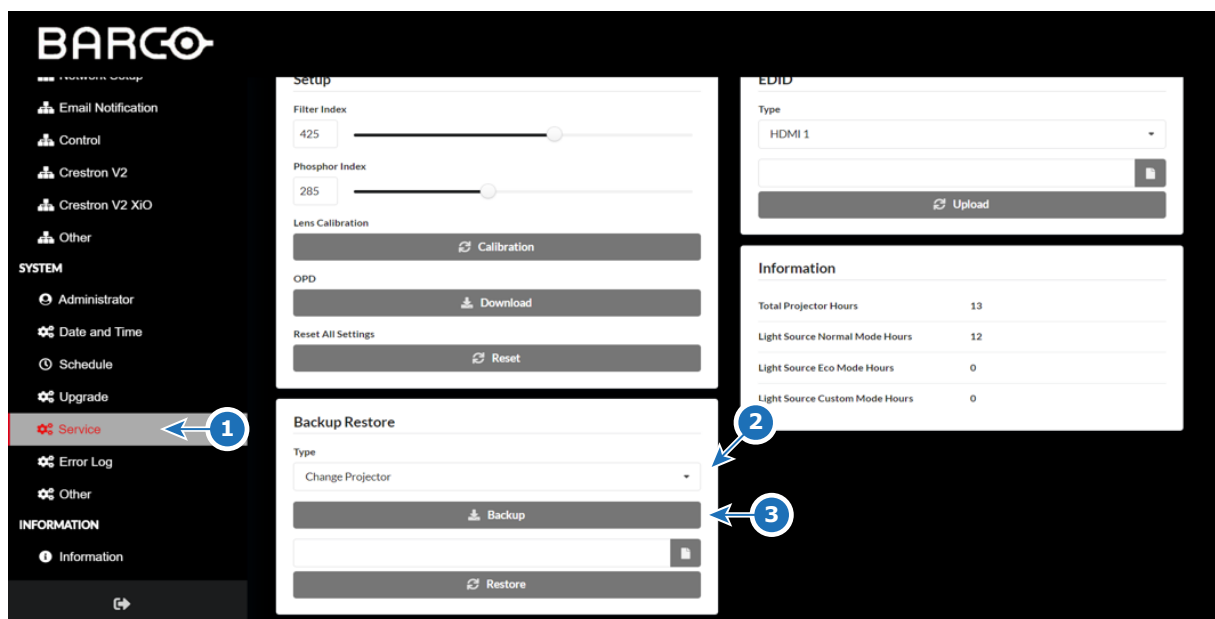 BARCO
Network Setup
Email Notification
Control
Crestron V2
Crestron V2 XiO
Other
SYSTEM
Administrator
Date and Time
Schedule
Upgrade
Service
1
Error Log
Other
INFORMATION
Information
Setup
Filter Index
425
Phosphor Index
285
Lens Calibration
Calibration
OPD
Download
Reset All Settings
Reset
Backup Restore
Type
2
Change Projector
Backup
3
Restore
EDID
Type
HDMI 1
Upload
Information
Total Projector Hours 13
Light Source Normal Mode Hours 12
Light Source Eco Mode Hours 0
Light Source Custom Mode Hours 0